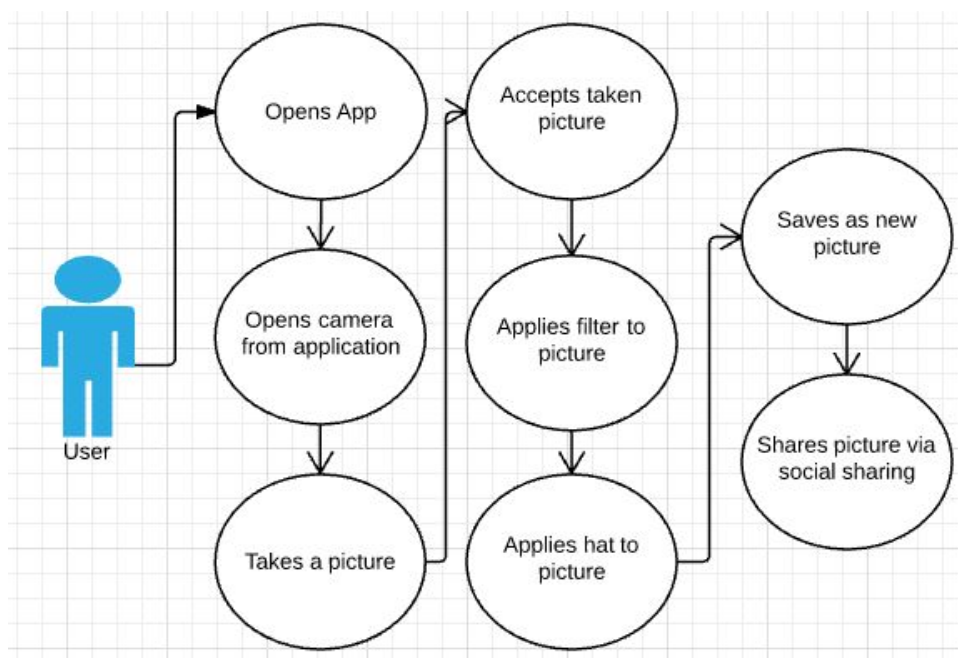 User
Opens App
Opens camera
from application
Takes a picture
Accepts taken
picture
Applies filter to
picture
Applies hat to
picture
Saves as new
picture
Shares picture via
social sharing